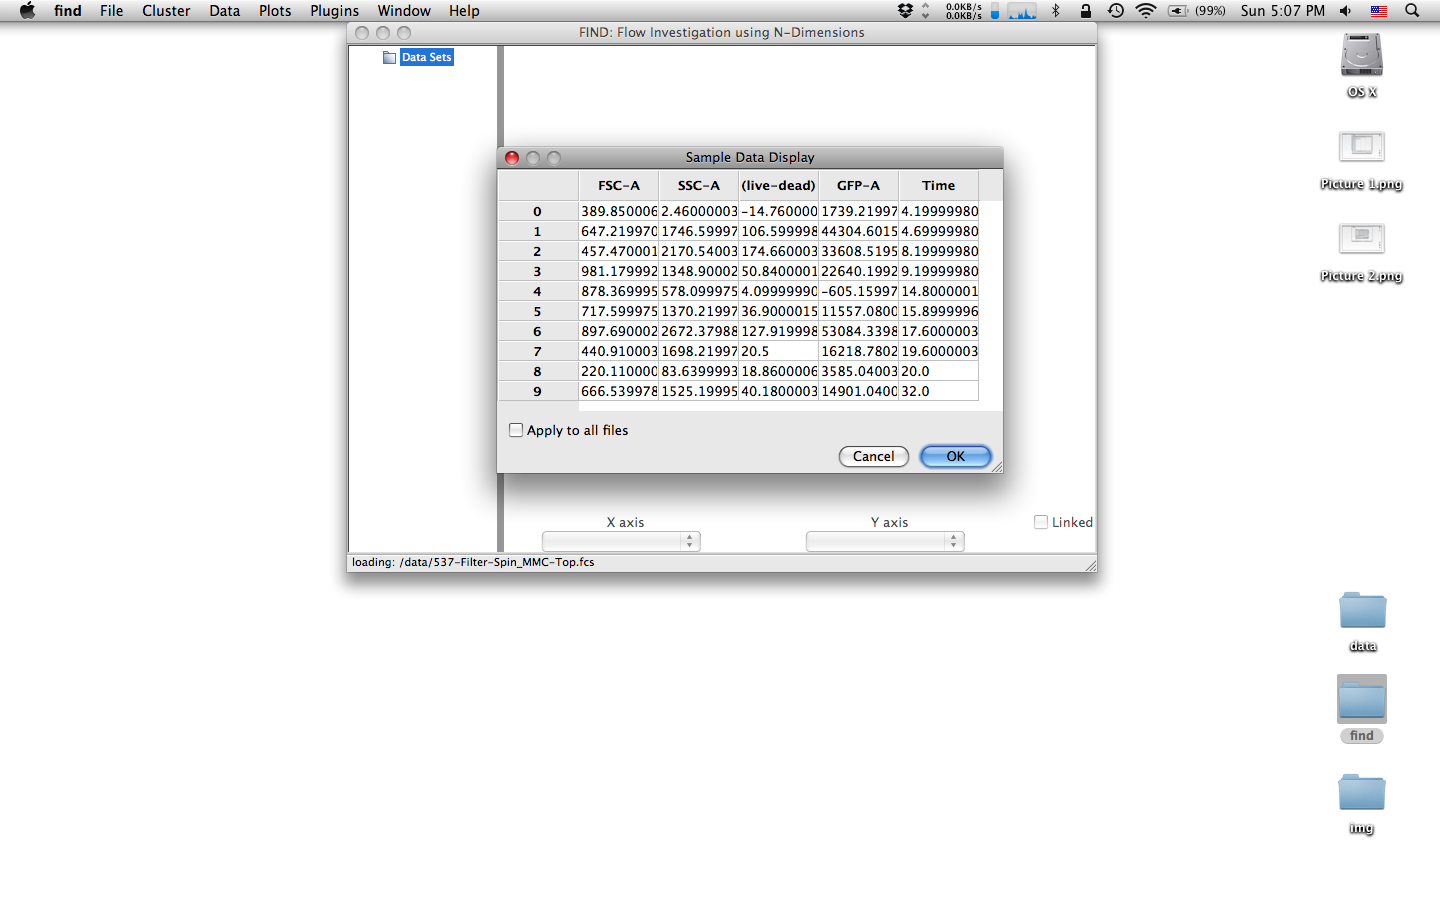 find File Cluster Data Plots Plugins Window Help 0.0KB/s 0.0KB/s (99%) Sun 5:07 PM
FIND: Flow Investigation using N-Dimensions
Data Sets
OS X
Picture 1.png
Picture 2.png
data
find
img
Sample Data Display
FSC-A SSC-A (live-dead) GFP-A Time
0 389.850006 2.46000003 -14.760000 1739.21997 4.19999980
1 647.219970 1746.59997 106.599998 44304.6015 4.69999980
2 457.470001 2170.54003 174.660003 33608.5195 8.19999980
3 981.179992 1348.90002 50.8400001 22640.1992 9.19999980
4 878.369995 578.099975 4.09999990 -605.15997 14.8000001
5 717.599975 1370.21997 36.9000015 11557.0800 15.8999996
6 897.690002 2672.37988 127.919998 53084.3398 17.6000003
7 440.910003 1698.21997 20.5 16218.7802 19.6000003
8 220.110000 83.6399993 18.8600006 3585.04003 20.0
9 666.539978 1525.19995 40.1800003 14901.0400 32.0
Apply to all files
Cancel OK
X axis Y axis Linked
loading: /data/537-Filter-Spin_MMC-Top.fcs